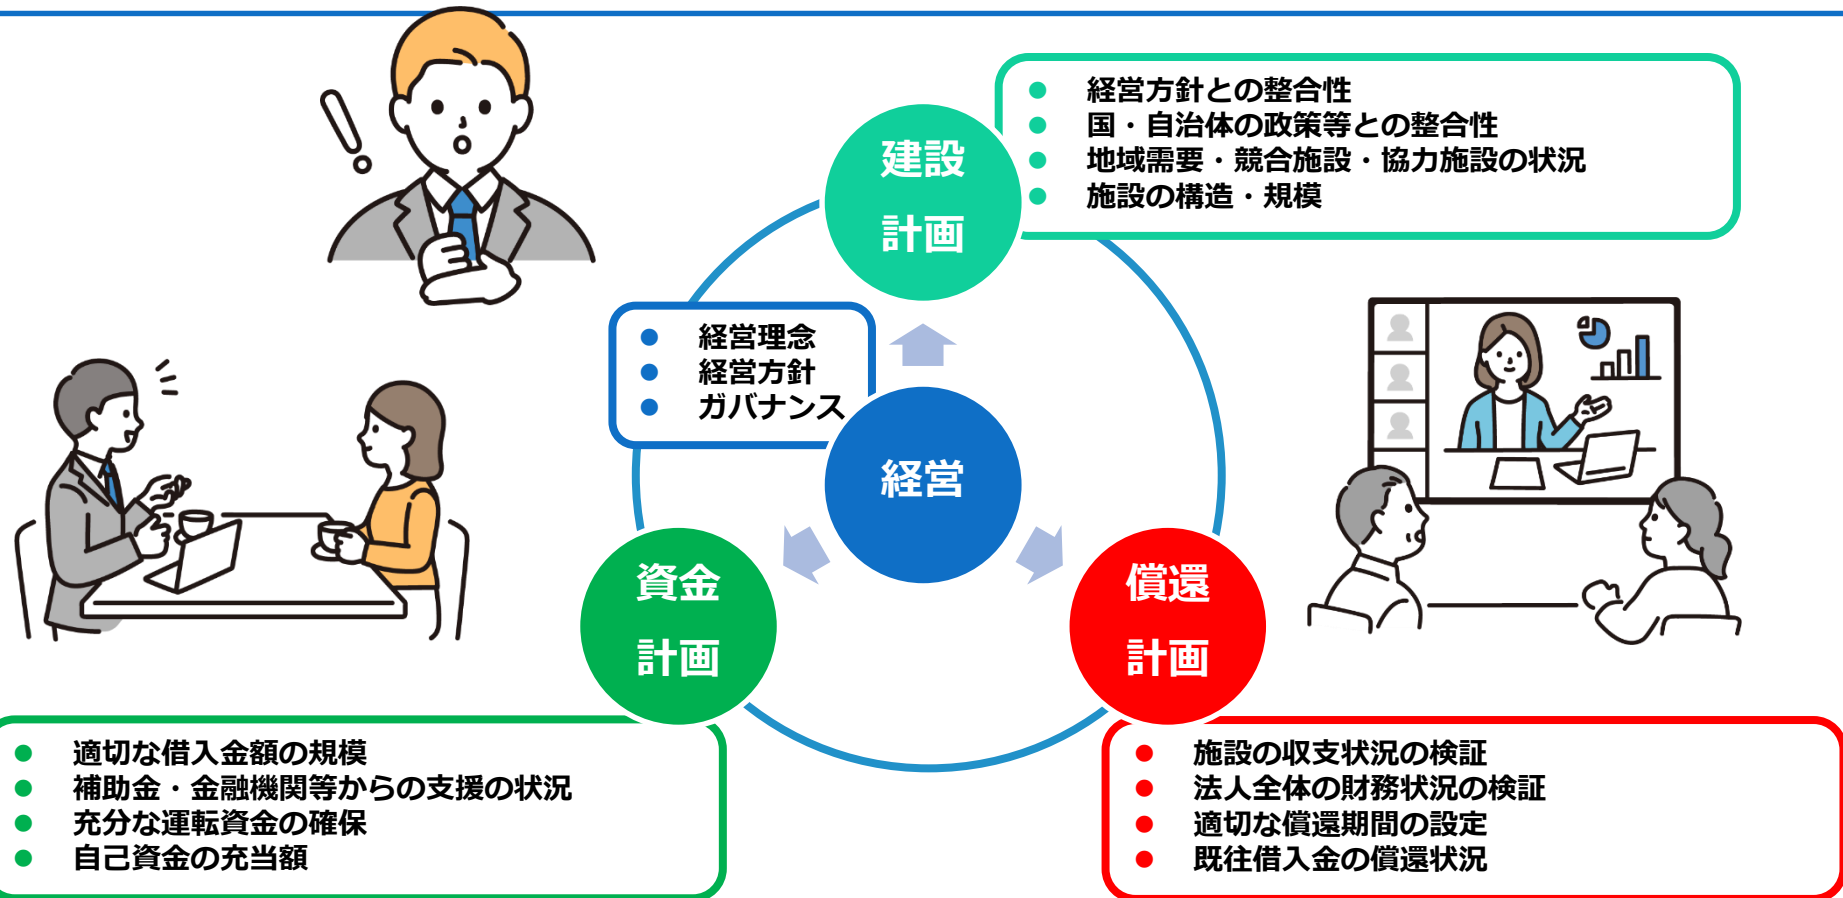 建設
計画
経営方針との整合性
国・自治体の政策等との整合性
地域需要・競合施設・協力施設の状況
施設の構造・規模
経営理念
経営方針
ガバナンス
経営
資金
計画
適切な借入金額の規模
補助金・金融機関等からの支援の状況
充分な運転資金の確保
自己資金の充当額
償還
計画
施設の収支状況の検証
法人全体の財務状況の検証
適切な償還期間の設定
既往借入金の償還状況